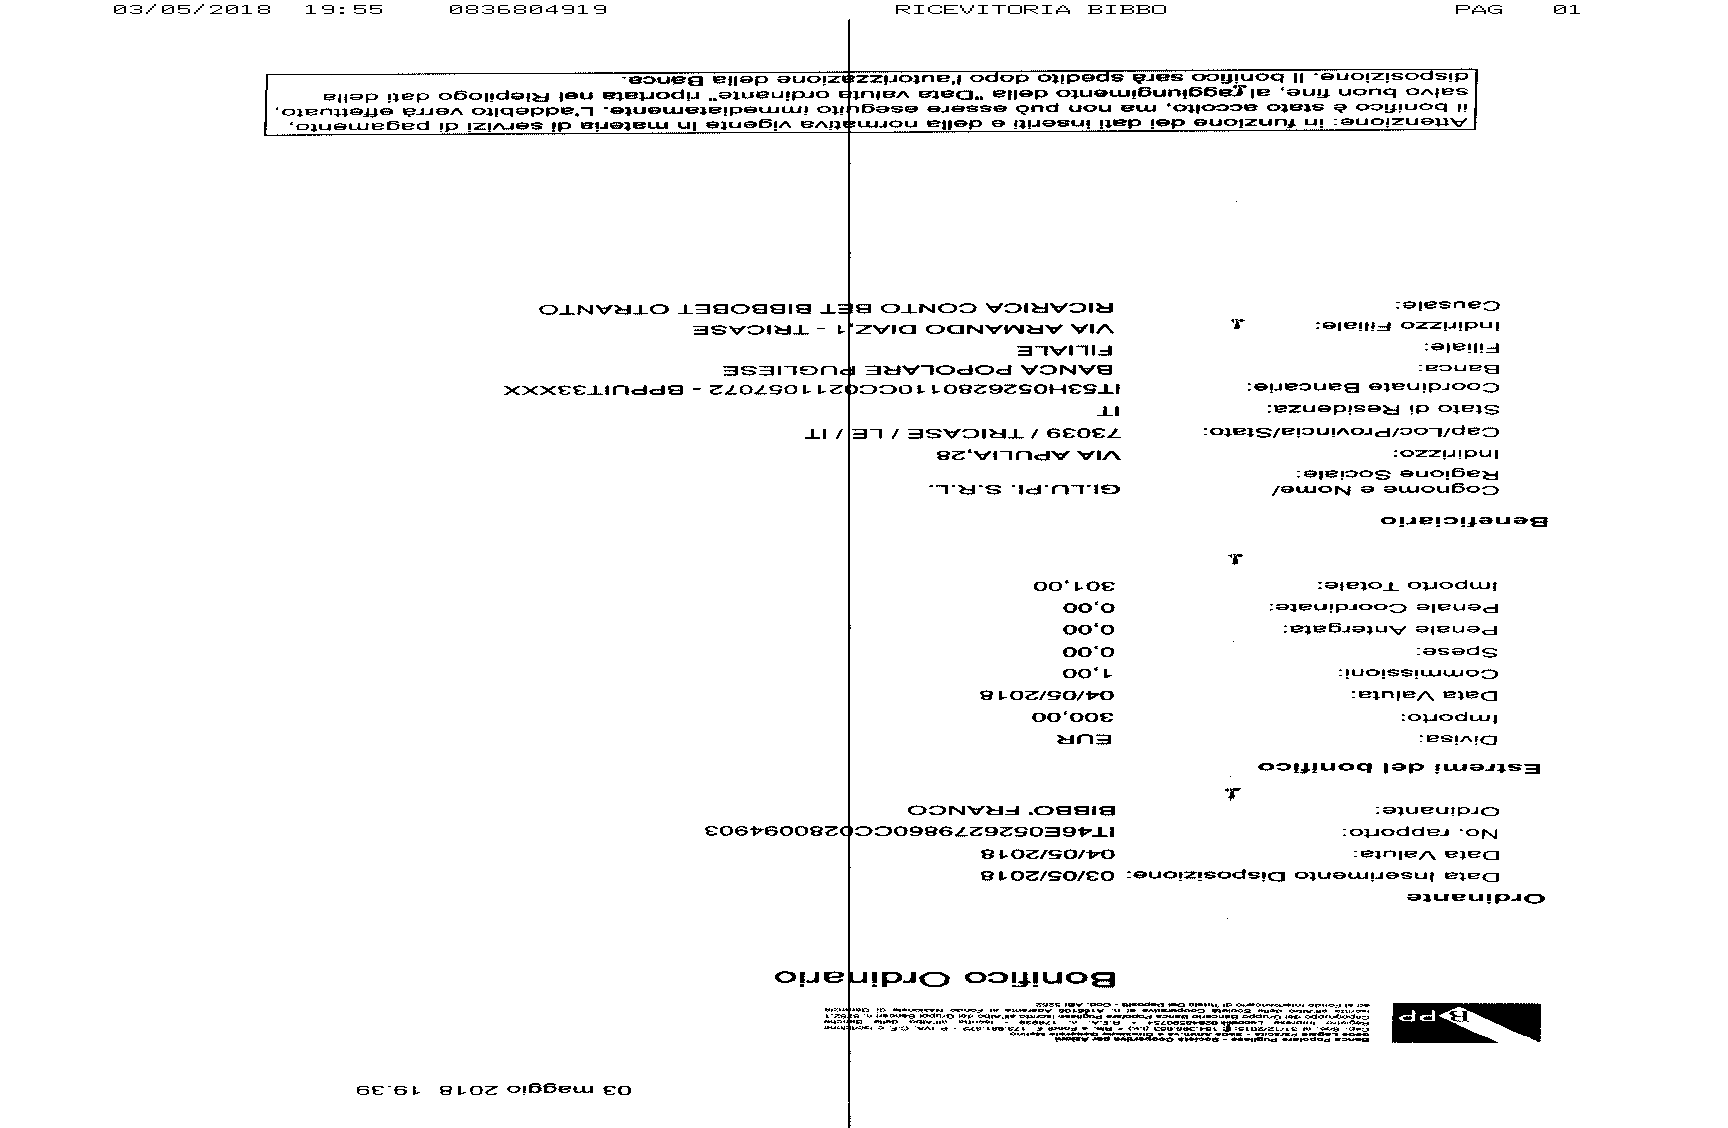 03/05/2018 19:55 0836804919 RICEVITORIA BIBBO PAG 01
03 maggio 2018 19.39
BPP
Banca Popolare Pugliese - Società Cooperativa per Azioni
Bonifico Ordinario
Ordinante
Data Inserimento Disposizione: 03/05/2018
Data Valuta: 04/05/2018
No. rapporto: IT46E0526279860CC0280094903
Ordinante: BIBBO' FRANCO
Estremi del bonifico
Divisa: EUR
Importo: 300,00
Data Valuta: 04/05/2018
Commissioni: 1,00
Spese: 0,00
Penale Antergata: 0,00
Penale Coordinate: 0,00
Importo Totale: 301,00
Beneficiario
Cognome e Nome/ GI.LU.PI. S.R.L.
Ragione Sociale:
Indirizzo: VIA APULIA,28
Cap/Loc/Provincia/Stato: 73039 / TRICASE / LE / IT
Stato di Residenza: IT
Coordinate Bancarie: IT53H0526280110CC0211057072 - BPPUIT33XXX
Banca: BANCA POPOLARE PUGLIESE
Filiale: FILIALE
Indirizzo Filiale: VIA ARMANDO DIAZ,1 - TRICASE
Causale: RICARICA CONTO BET BIBBOBET OTRANTO
Attenzione: in funzione dei dati inseriti e della normativa vigente in materia di servizi di pagamento,
il bonifico è stato accolto, ma non può essere eseguito immediatamente. L'addebito verrà effettuato,
salvo buon fine, al raggiungimento della "Data valuta ordinante" riportata nel Riepilogo dati della
disposizione. Il bonifico sarà spedito dopo l'autorizzazione della Banca.